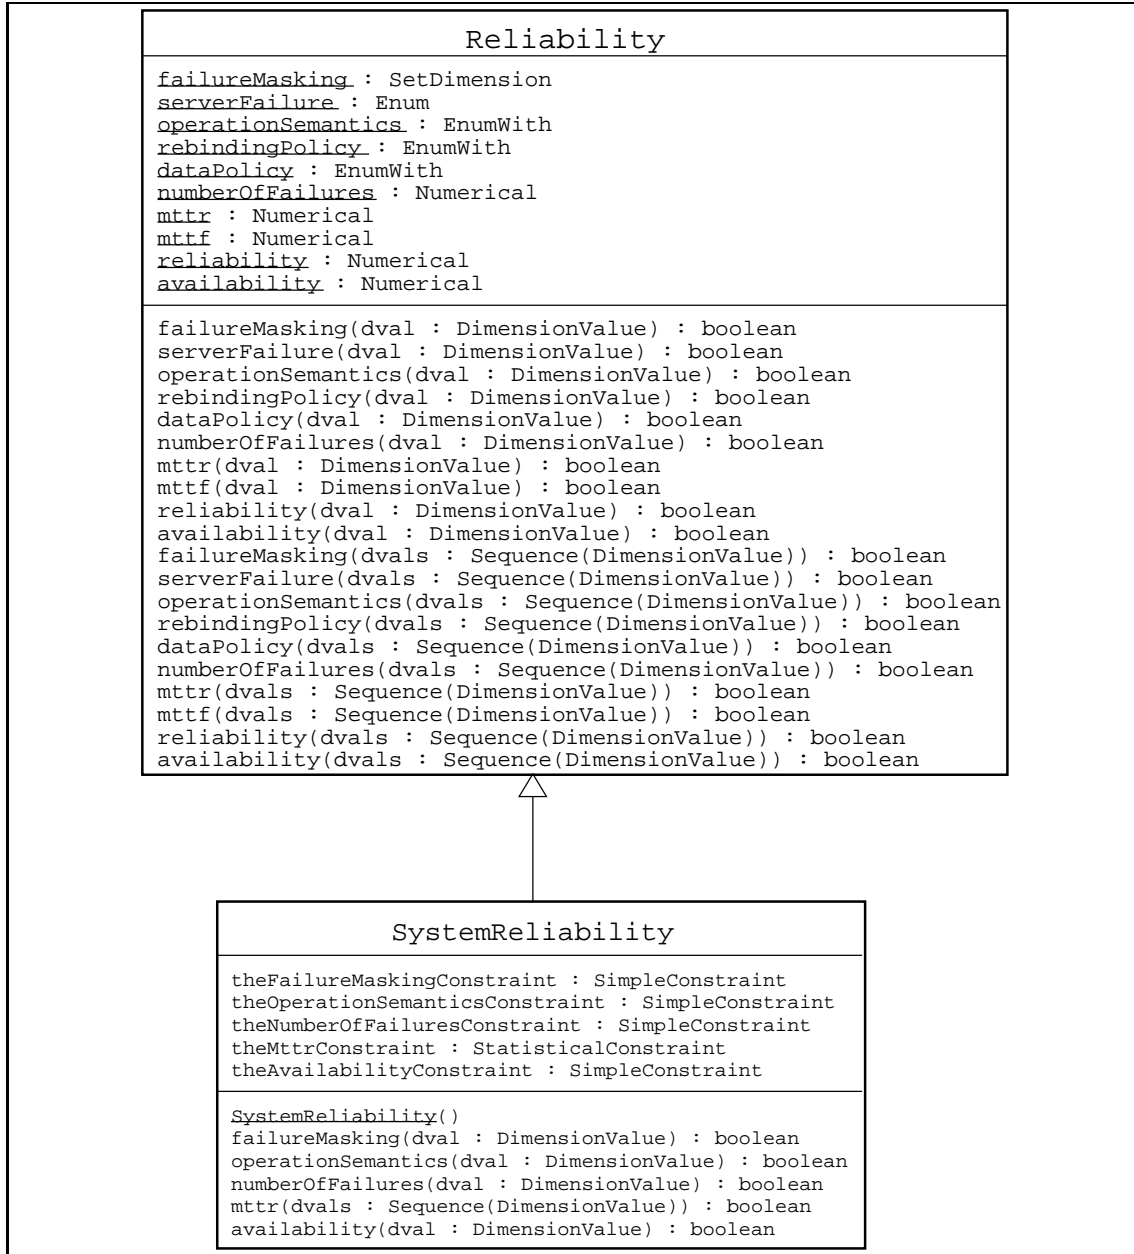 Reliability
failureMasking : SetDimension
serverFailure : Enum
operationSemantics : EnumWith
rebindingPolicy : EnumWith
dataPolicy : EnumWith
numberOfFailures : Numerical
mttr : Numerical
mttf : Numerical
reliability : Numerical
availability : Numerical
failureMasking(dval : DimensionValue) : boolean
serverFailure(dval : DimensionValue) : boolean
operationSemantics(dval : DimensionValue) : boolean
rebindingPolicy(dval : DimensionValue) : boolean
dataPolicy(dval : DimensionValue) : boolean
numberOfFailures(dval : DimensionValue) : boolean
mttr(dval : DimensionValue) : boolean
mttf(dval : DimensionValue) : boolean
reliability(dval : DimensionValue) : boolean
availability(dval : DimensionValue) : boolean
failureMasking(dvals : Sequence(DimensionValue)) : boolean
serverFailure(dvals : Sequence(DimensionValue)) : boolean
operationSemantics(dvals : Sequence(DimensionValue)) : boolean
rebindingPolicy(dvals : Sequence(DimensionValue)) : boolean
dataPolicy(dvals : Sequence(DimensionValue)) : boolean
numberOfFailures(dvals : Sequence(DimensionValue)) : boolean
mttr(dvals : Sequence(DimensionValue)) : boolean
mttf(dvals : Sequence(DimensionValue)) : boolean
reliability(dvals : Sequence(DimensionValue)) : boolean
availability(dvals : Sequence(DimensionValue)) : boolean
SystemReliability
theFailureMaskingConstraint : SimpleConstraint
theOperationSemanticsConstraint : SimpleConstraint
theNumberOfFailuresConstraint : SimpleConstraint
theMttrConstraint : StatisticalConstraint
theAvailabilityConstraint : SimpleConstraint
SystemReliability()
failureMasking(dval : DimensionValue) : boolean
operationSemantics(dval : DimensionValue) : boolean
numberOfFailures(dval : DimensionValue) : boolean
mttr(dvals : Sequence(DimensionValue)) : boolean
availability(dval : DimensionValue) : boolean